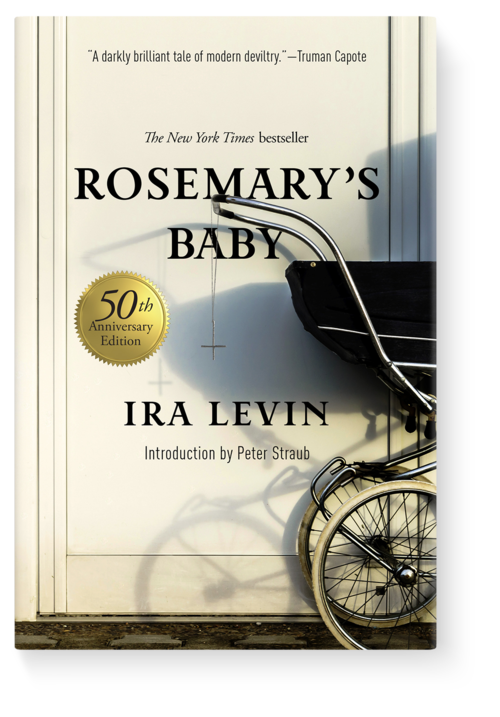 "A darkly brilliant tale of modern deviltry."—Truman Capote
The New York Times bestseller
ROSEMARY'S
BABY
50th
Anniversary
Edition
IRA LEVIN
Introduction by Peter Straub